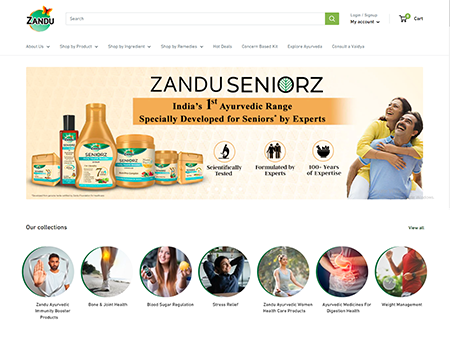 ZANDU
Search
Login / Signup
My account
0
Cart
About Us
Shop by Product
Shop by Ingredient
Shop by Remedies
Hot Deals
Concern Based Kit
Explore Ayurveda
Consult a Vaidya
ZANDU SENIORZ
India's 1st Ayurvedic Range
Specially Developed for Seniors* by Experts
SENIORZ
Scientifically
Tested
Formulated by
Experts
100+ Years
of Expertise
Our collections
View all
Zandu Ayurvedic
Immunity Booster
Products
Bone & Joint Health
Blood Sugar Regulation
Stress Relief
Zandu Ayurvedic Women
Health Care Products
Ayurvedic Medicines For
Digestion Health
Weight Management